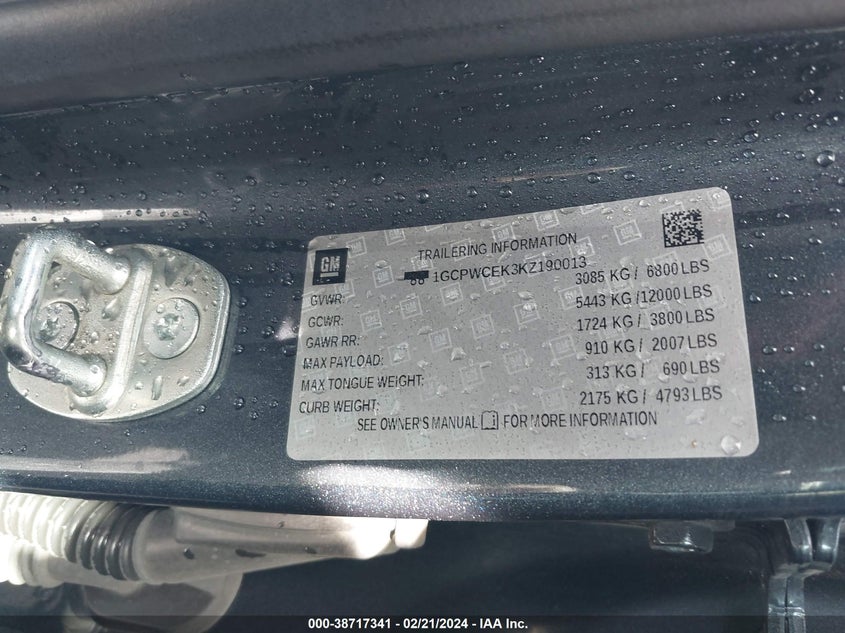 GM
TRAILERING INFORMATION
1GCPWCEK3KZ190013
GVWR: 3085 KG / 6800 LBS
GCWR: 5443 KG / 12000 LBS
GAWR RR: 1724 KG / 3800 LBS
MAX PAYLOAD: 910 KG / 2007 LBS
MAX TONGUE WEIGHT: 313 KG / 690 LBS
CURB WEIGHT: 2175 KG / 4793 LBS
SEE OWNER'S MANUAL i FOR MORE INFORMATION
000-38717341 - 02/21/2024 - IAA Inc.